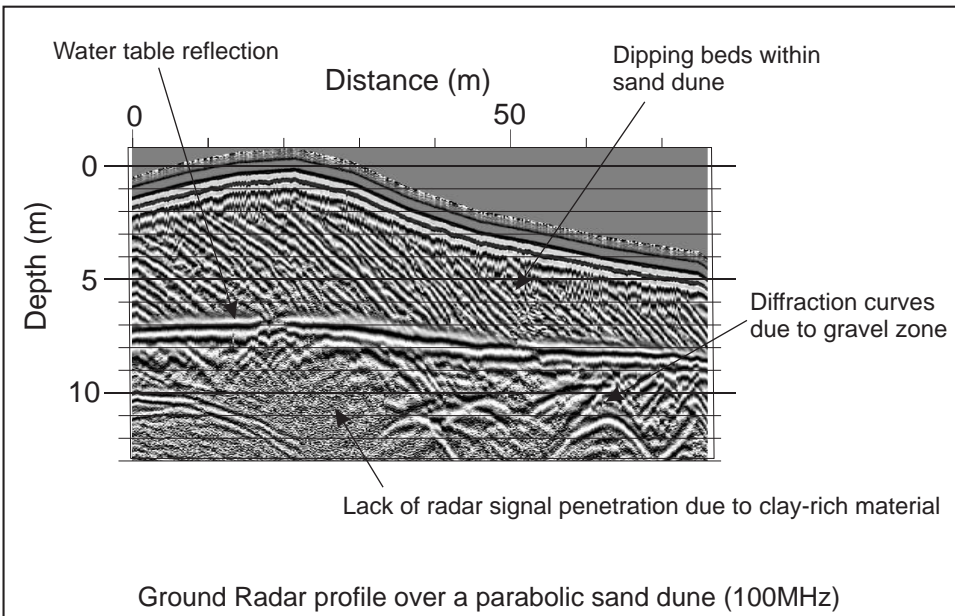 Water table reflection
Dipping beds within
sand dune
Distance (m)
0
50
0
Depth (m)
5
Diffraction curves
due to gravel zone
10
Lack of radar signal penetration due to clay-rich material
Ground Radar profile over a parabolic sand dune (100MHz)